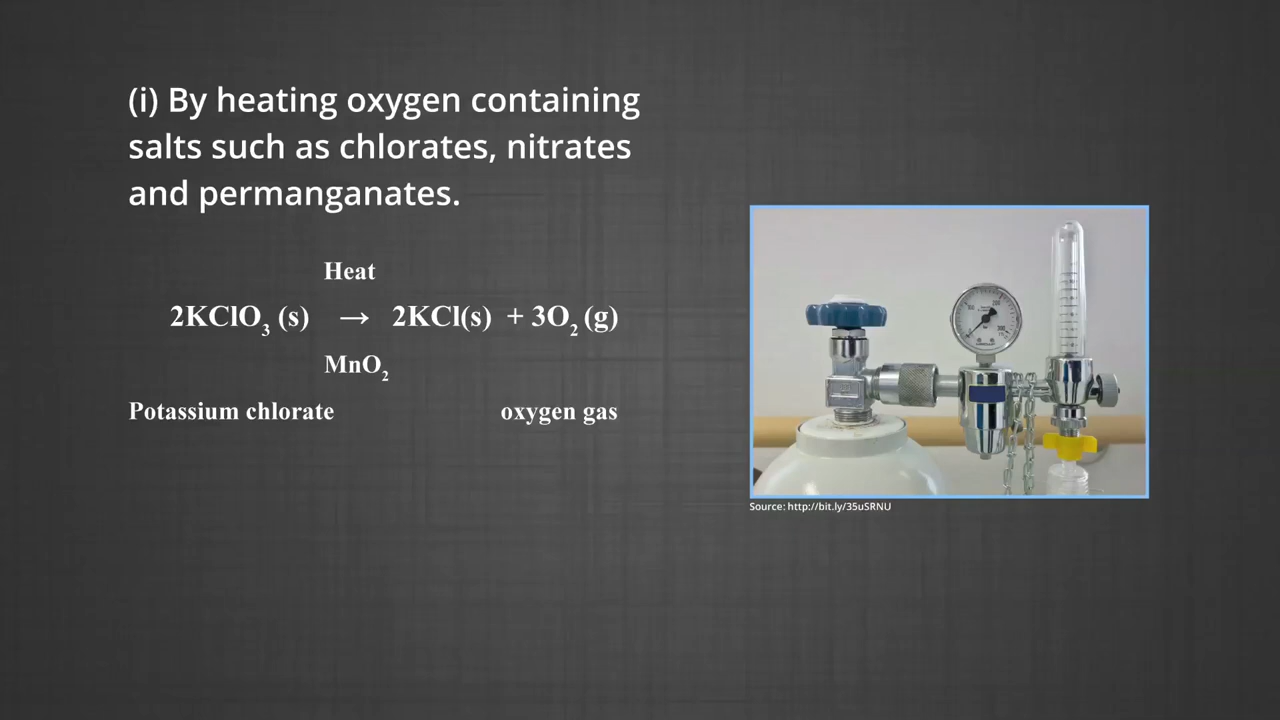 (i) By heating oxygen containing
salts such as chlorates, nitrates
and permanganates.
Heat
2KClO₃ (s) → 2KCl(s) + 3O₂ (g)
MnO₂
Potassium chlorate oxygen gas
Source: http://bit.ly/35uSRNU